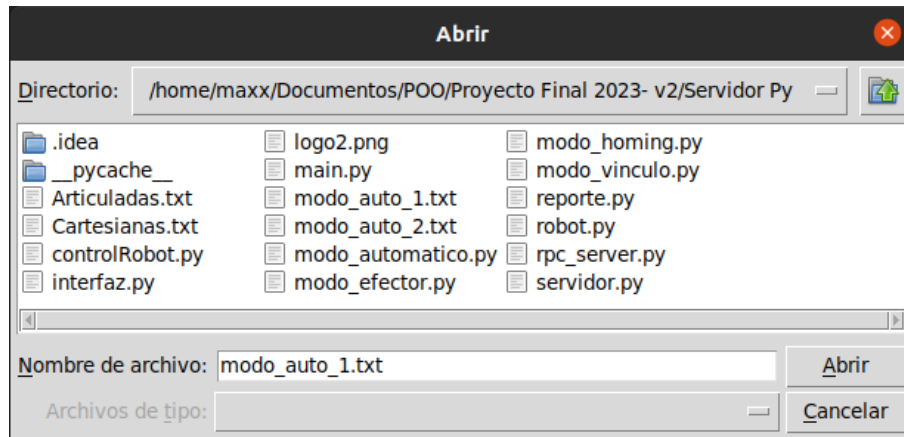 Abrir
Directorio: /home/maxx/Documentos/POO/Proyecto Final 2023- v2/Servidor Py
.idea
__pycache__
Articuladas.txt
Cartesianas.txt
controlRobot.py
interfaz.py
logo2.png
main.py
modo_auto_1.txt
modo_auto_2.txt
modo_automatico.py
modo_efector.py
modo_homing.py
modo_vinculo.py
reporte.py
robot.py
rpc_server.py
servidor.py
Nombre de archivo: modo_auto_1.txt Abrir
Archivos de tipo: Cancelar